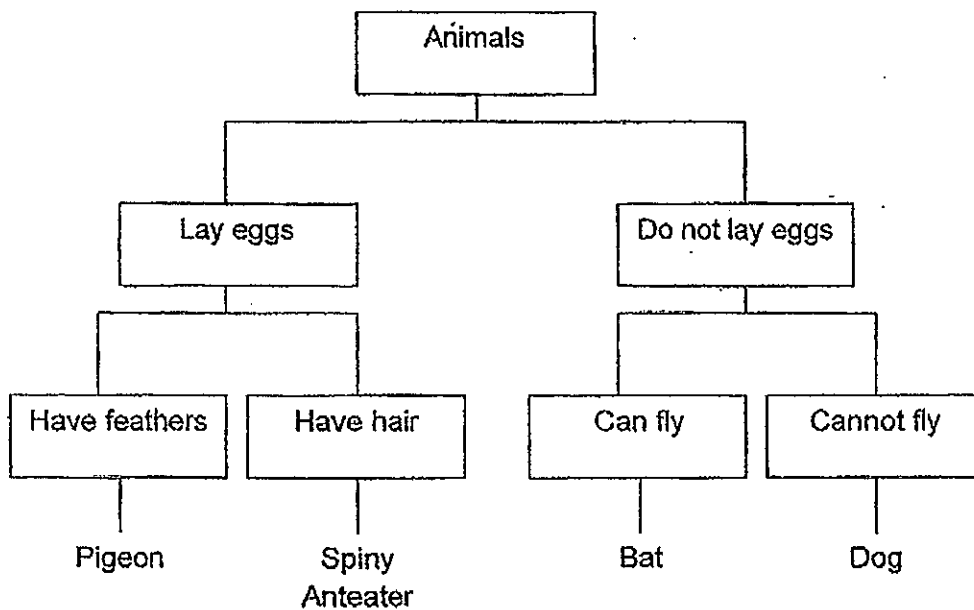 Animals
Lay eggs
Do not lay eggs
Have feathers
Have hair
Can fly
Cannot fly
Pigeon
Spiny
Anteater
Bat
Dog